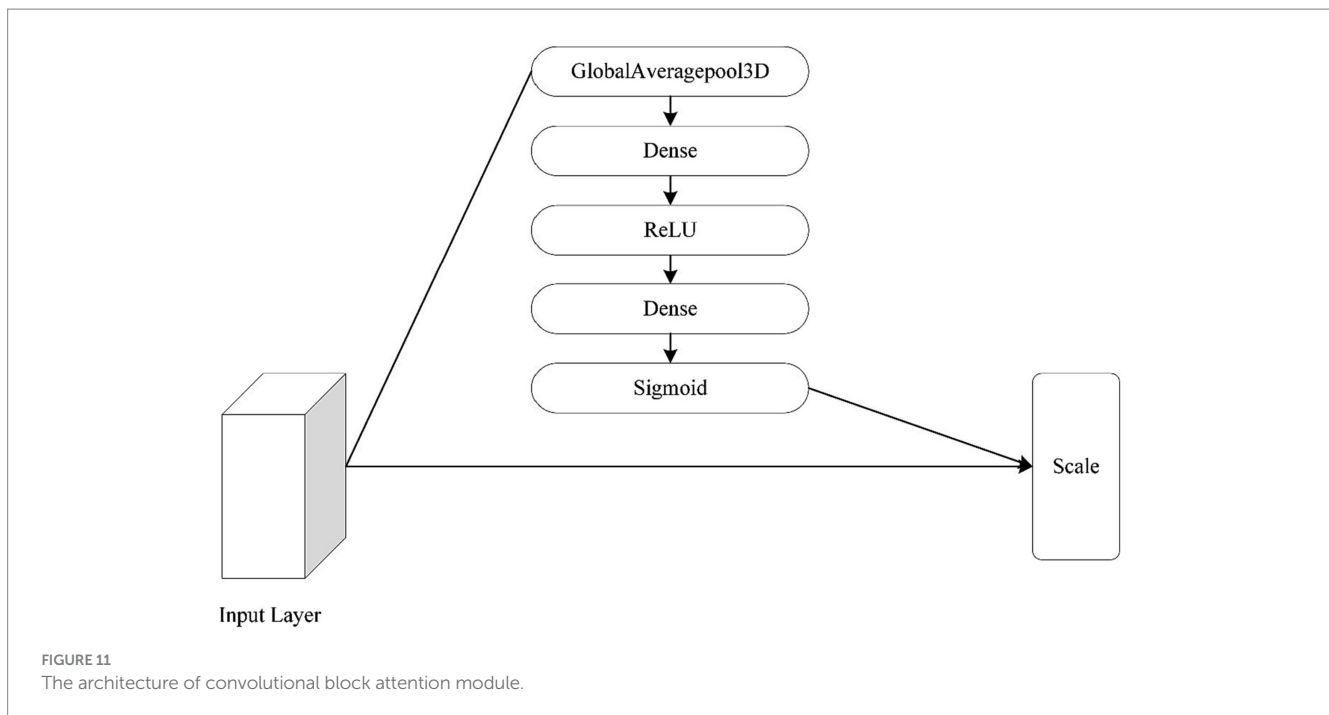 GlobalAveragepool3D
Dense
ReLU
Dense
Sigmoid
Scale
Input Layer
FIGURE 11
The architecture of convolutional block attention module.